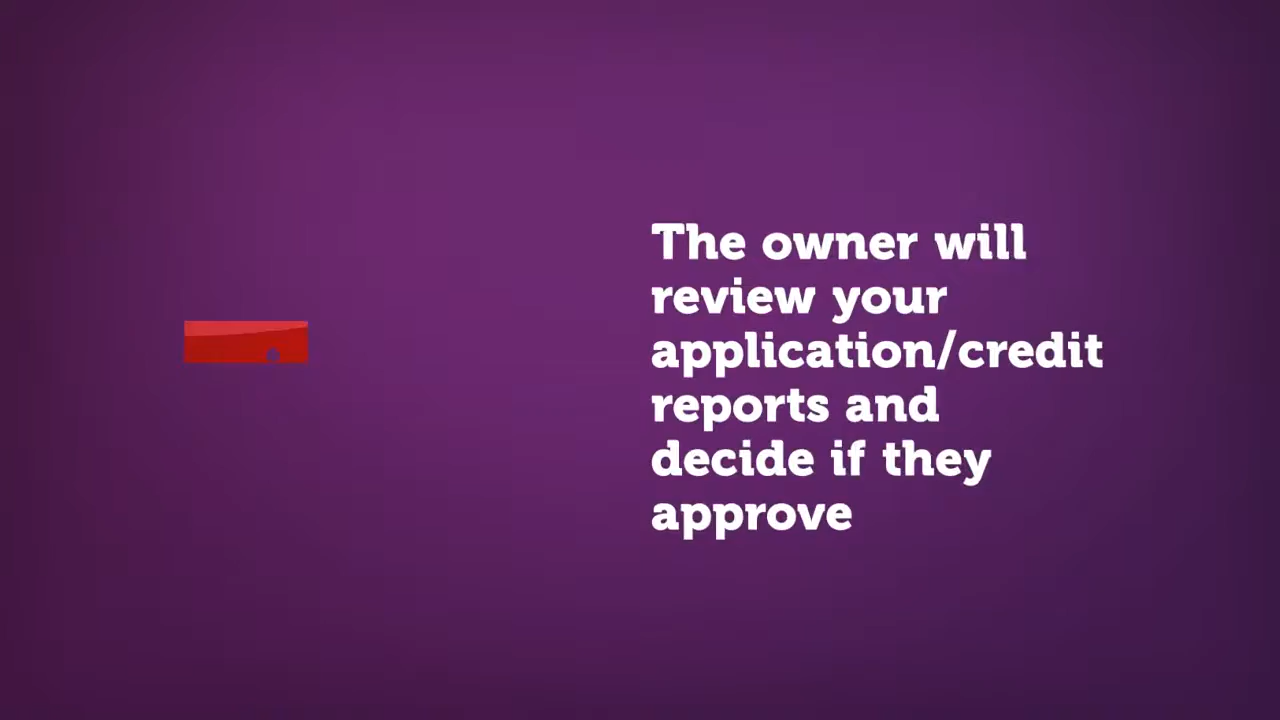 The owner will
review your
application/credit
reports and
decide if they
approve